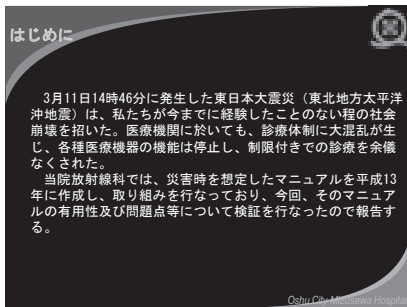 はじめに
3月11日14時46分に発生した東日本大震災（東北地方太平洋
沖地震）は、私たちが今までに経験したことのない程の社会
崩壊を招いた。医療機関に於いても、診療体制に大混乱が生
じ、各種医療機器の機能は停止し、制限付きでの診療を余儀
なくされた。
当院放射線科では、災害時を想定したマニュアルを平成13
年に作成し、取り組みを行なっており、今回、そのマニュア
ルの有用性及び問題点等について検証を行なったので報告す
る。
Oshu City Mizusawa Hospital